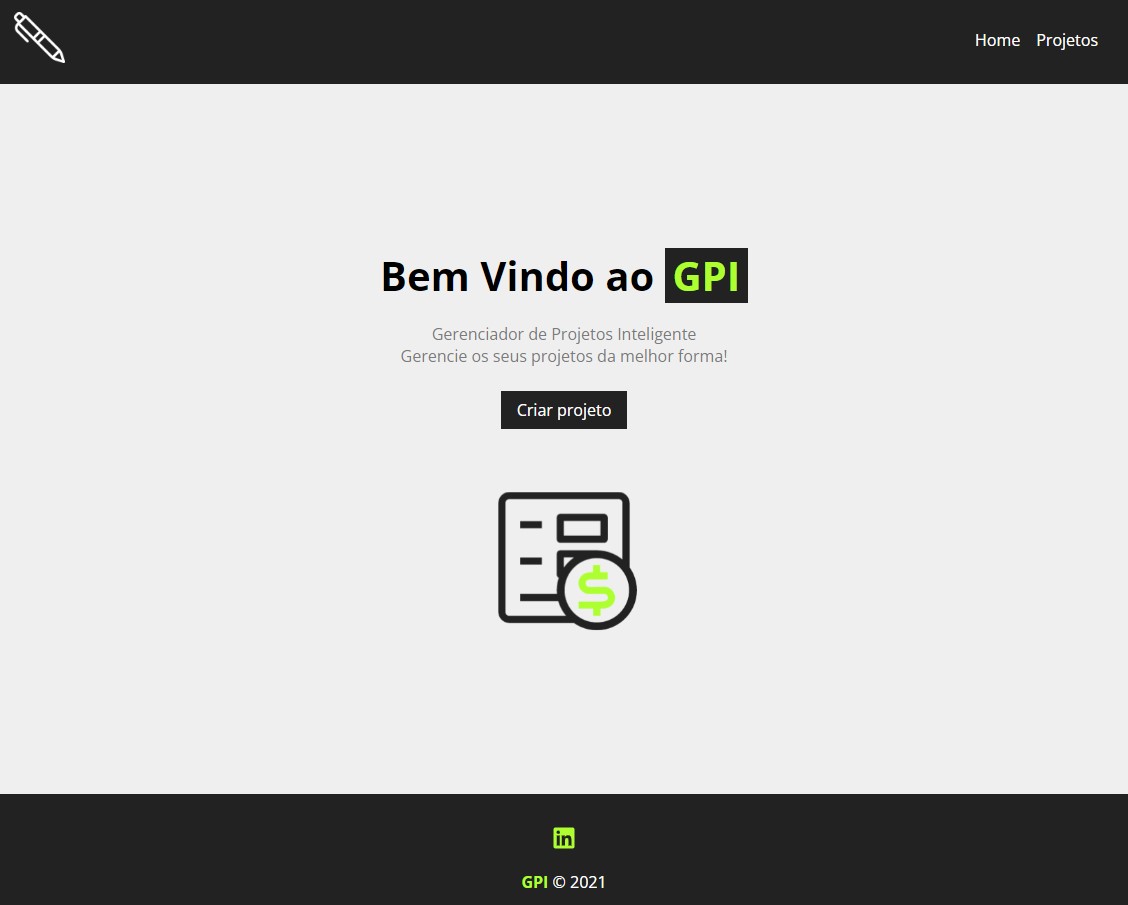 Home Projetos
Bem Vindo ao GPI
Gerenciador de Projetos Inteligente
Gerencie os seus projetos da melhor forma!
Criar projeto
$
in
GPI © 2021